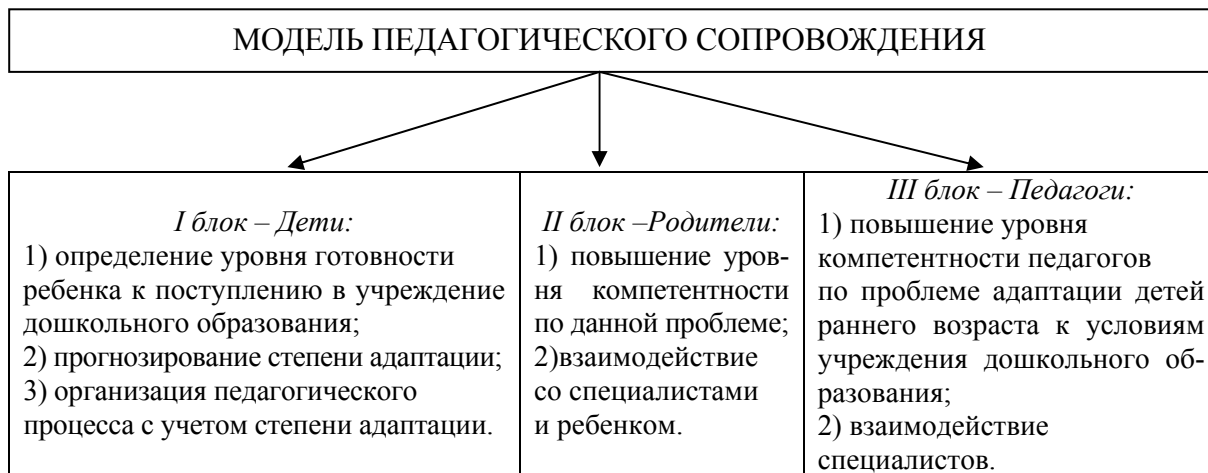 МОДЕЛЬ ПЕДАГОГИЧЕСКОГО СОПРОВОЖДЕНИЯ
I блок – Дети:
1) определение уровня готовности
ребенка к поступлению в учреждение
дошкольного образования;
2) прогнозирование степени адаптации;
3) организация педагогического
процесса с учетом степени адаптации.
II блок –Родители:
1) повышение уров-
ня компетентности
по данной проблеме;
2)взаимодействие
со специалистами
и ребенком.
III блок – Педагоги:
1) повышение уровня
компетентности педагогов
по проблеме адаптации детей
раннего возраста к условиям
учреждения дошкольного об-
разования;
2) взаимодействие
специалистов.